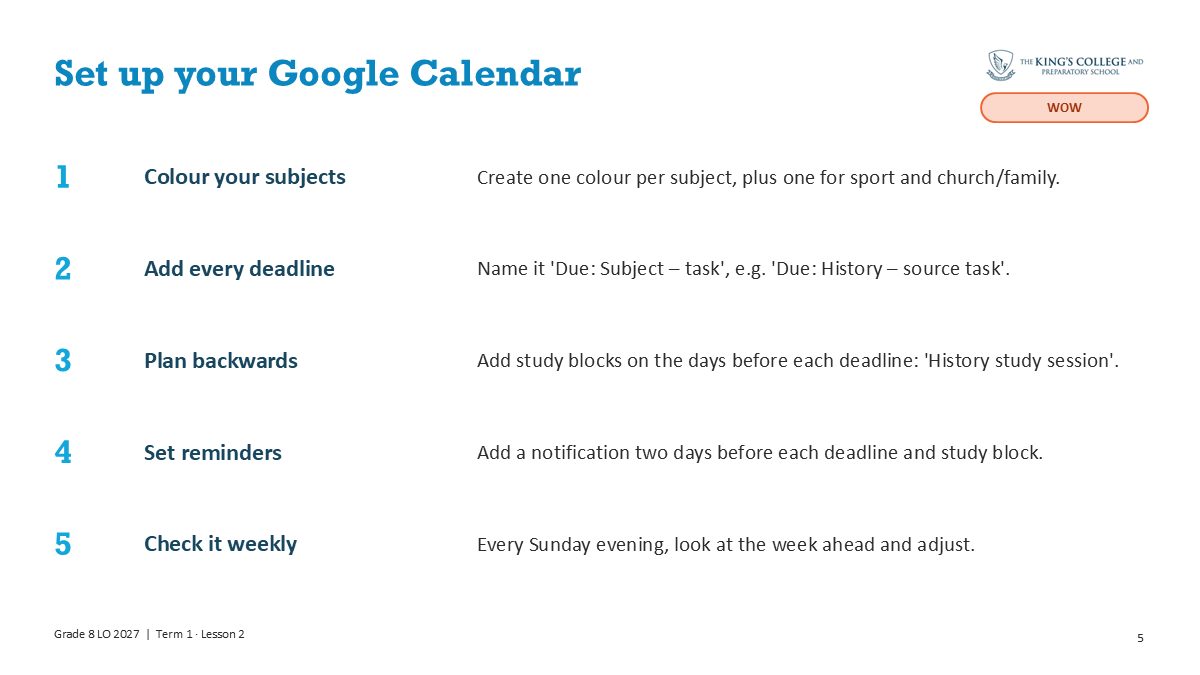 Set up your Google Calendar
THE KING'S COLLEGE AND
PREPARATORY SCHOOL
WOW
1 Colour your subjects Create one colour per subject, plus one for sport and church/family.
2 Add every deadline Name it 'Due: Subject – task', e.g. 'Due: History – source task'.
3 Plan backwards Add study blocks on the days before each deadline: 'History study session'.
4 Set reminders Add a notification two days before each deadline and study block.
5 Check it weekly Every Sunday evening, look at the week ahead and adjust.
Grade 8 LO 2027 | Term 1 · Lesson 2
5